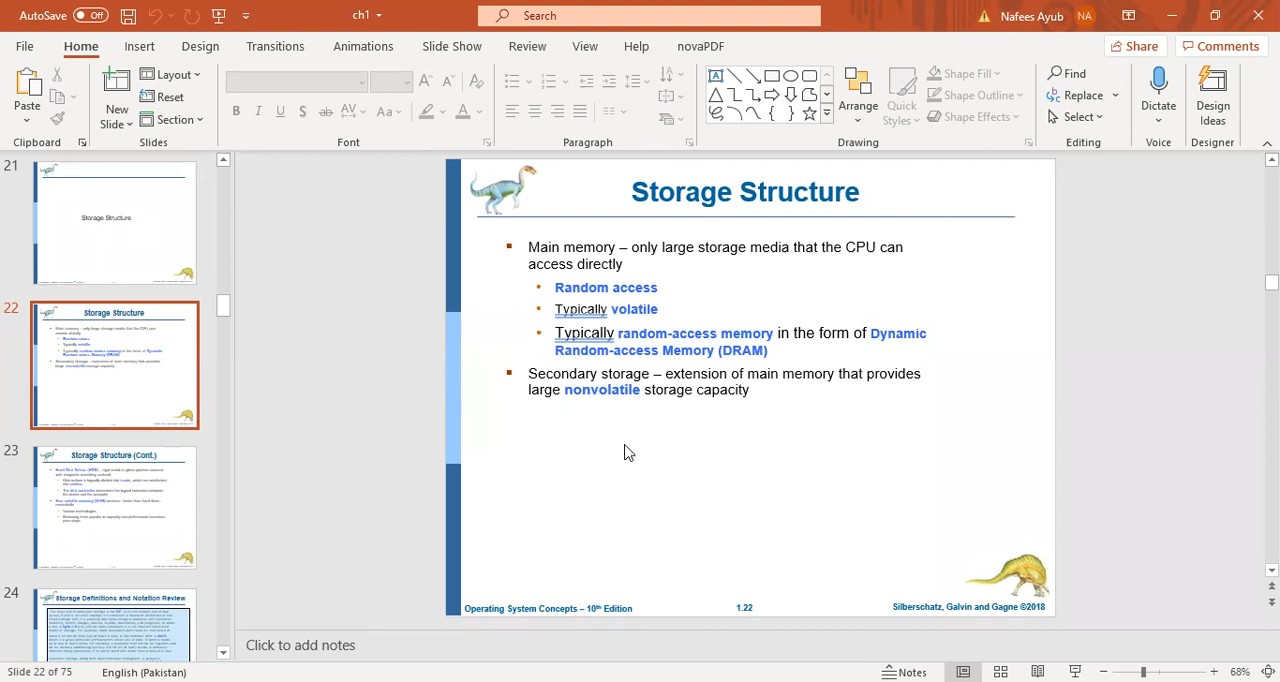 AutoSave Off ch1 Search Nafees Ayub NA
File Home Insert Design Transitions Animations Slide Show Review View Help novaPDF Share Comments
Paste
Clipboard
New Slide
Layout
Reset
Section
Slides
Font
Paragraph
Arrange
Quick Styles
Shape Fill
Shape Outline
Shape Effects
Drawing
Find
Replace
Select
Editing
Dictate
Voice
Design Ideas
Designer
21
Storage Structure
22
Storage Structure
23
Storage Structure (Cont.)
24
Storage Definitions and Notation Review
Storage Structure
Main memory – only large storage media that the CPU can
access directly
Random access
Typically volatile
Typically random-access memory in the form of Dynamic
Random-access Memory (DRAM)
Secondary storage – extension of main memory that provides
large nonvolatile storage capacity
Operating System Concepts – 10th Edition 1.22 Silberschatz, Galvin and Gagne ©2018
Click to add notes
Slide 22 of 75 English (Pakistan) Notes 68%